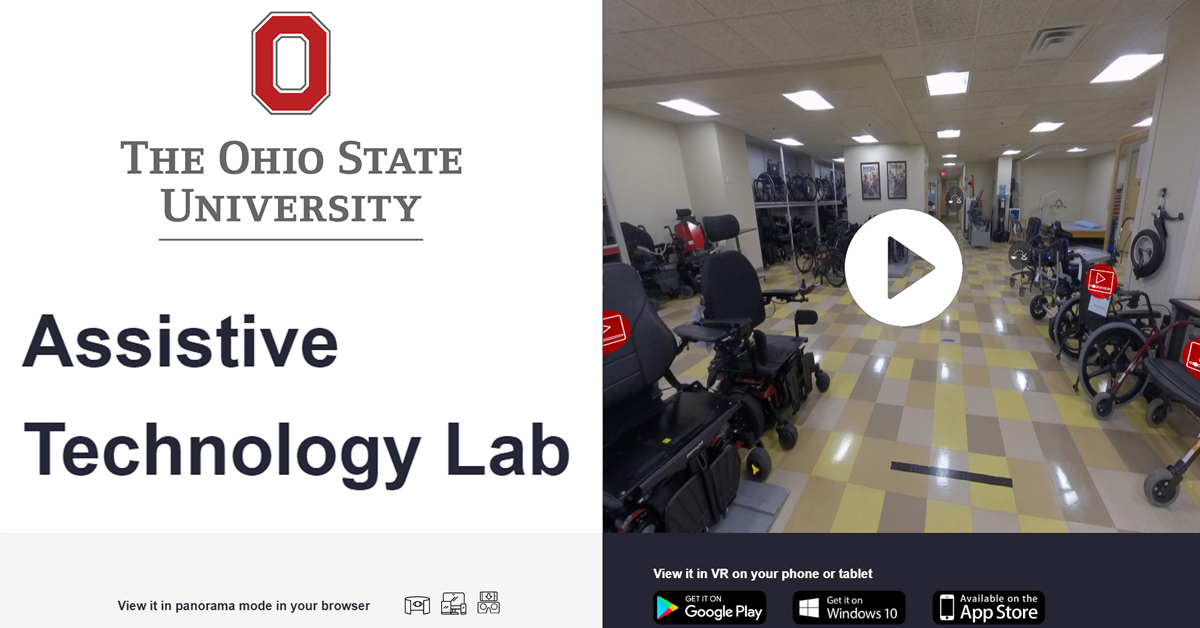 THE OHIO STATE
UNIVERSITY
Assistive
Technology Lab
View it in panorama mode in your browser
View it in VR on your phone or tablet
GET IT ON
Google Play
Get it on
Windows 10
Available on the
App Store